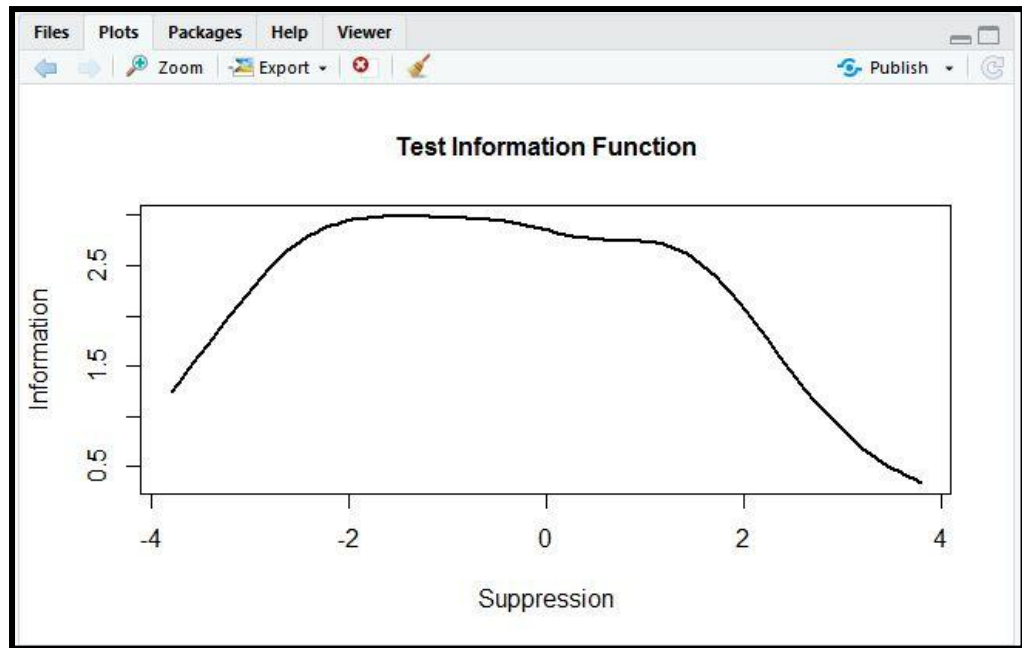 Files Plots Packages Help Viewer
Zoom Export Publish
Test Information Function
Information
2.5
1.5
0.5
-4 -2 0 2 4
Suppression